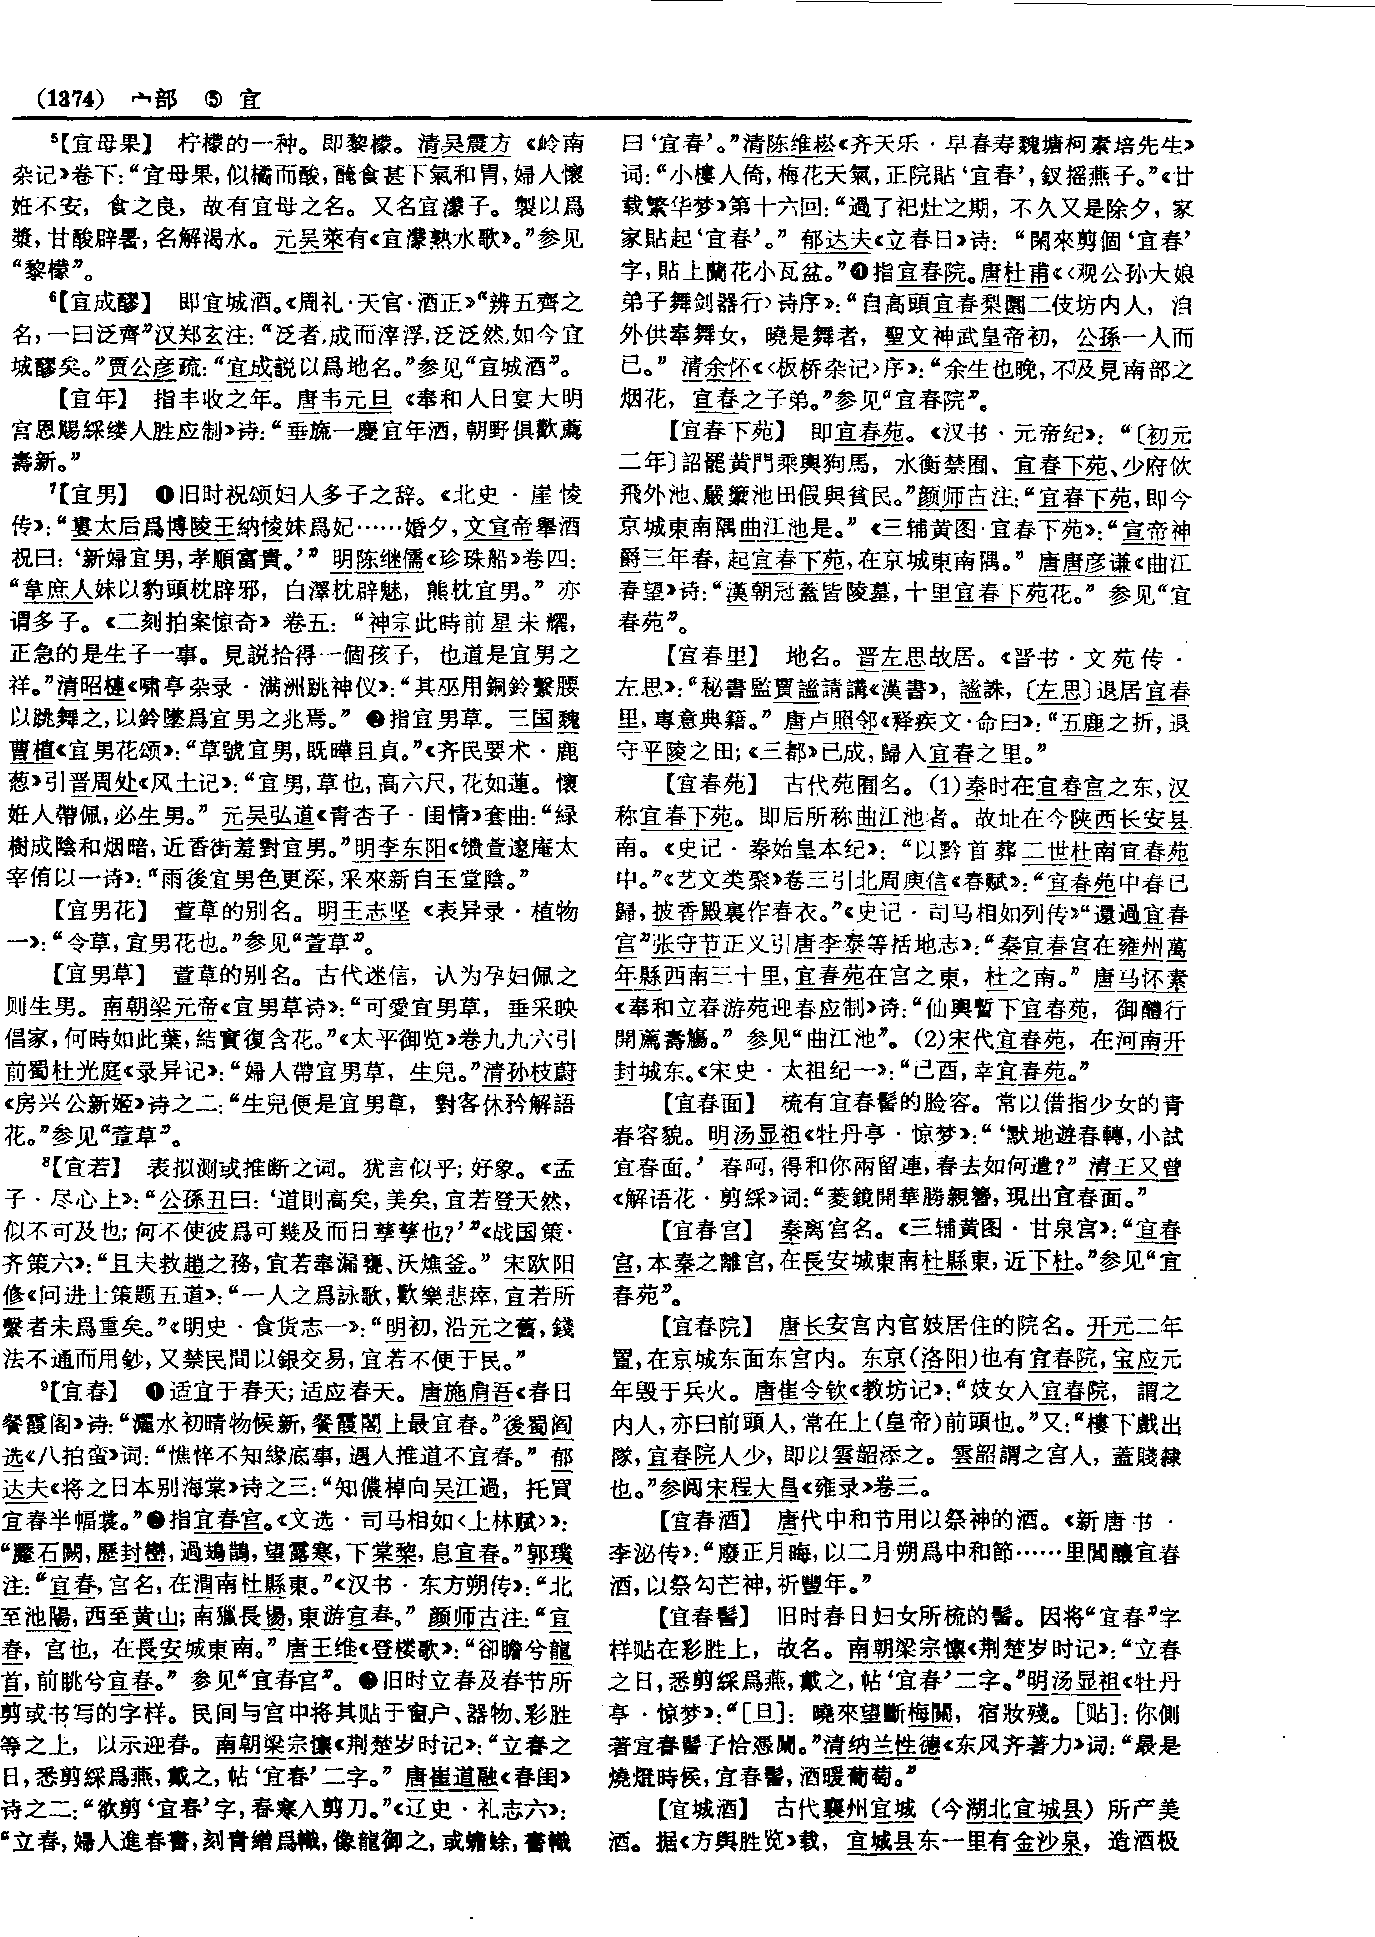 (1374) 宀部 ⑤ 宜
⁵【宜母果】 柠檬的一种。即黎檬。清吴震方《岭南
杂记》卷下：“宜母果，似橘而酸，醃食甚下氣和胃，婦人懷
姙不安，食之良，故有宜母之名。又名宜濛子。製以爲
漿，甘酸辟暑，名解渴水。元吴萊有《宜濛熟水歌》。”参见
“黎檬”。
⁶【宜成醪】 即宜城酒。《周礼·天官·酒正》“辨五齊之
名，一曰泛齊”汉郑玄注：“泛者，成而滓浮，泛泛然，如今宜
城醪矣。”贾公彦疏：“宜成説以爲地名。”参见“宜城酒”。
【宜年】 指丰收之年。唐韦元旦《奉和人日宴大明
宫恩赐綵缕人胜应制》诗：“垂旒一慶宜年酒，朝野俱歡薦
壽新。”
⁷【宜男】 ❶旧时祝颂妇人多子之辞。《北史·崖㥄
传》：“婁太后爲博陵王纳㥄妹爲妃……婚夕，文宣帝舉酒
祝曰：‘新婦宜男，孝順富貴。’” 明陈继儒《珍珠船》卷四：
“韋庶人妹以豹頭枕辟邪，白澤枕辟魅，熊枕宜男。” 亦
谓多子。《二刻拍案惊奇》卷五：“神宗此時前星未耀，
正急的是生子一事。見説拾得一個孩子，也道是宜男之
祥。”清昭槤《啸亭杂录·满洲跳神仪》：“其巫用銅鈴繫腰
以跳舞之，以鈴墜爲宜男之兆焉。” ❷指宜男草。三国魏
曹植《宜男花颂》：“草號宜男，既曄且貞。”《齐民要术·鹿
葱》引晋周处《风土记》：“宜男，草也，高六尺，花如蓮。懷
姙人帶佩，必生男。” 元吴弘道《青杏子·闺情》套曲：“緑
樹成陰和烟暗，近香街羞對宜男。”明李东阳《馈萱邃庵太
宰侑以一诗》：“雨後宜男色更深，采來新自玉堂陰。”
【宜男花】 萱草的别名。明王志坚《表异录·植物
一》：“令草，宜男花也。”参见“萱草”。
【宜男草】 萱草的别名。古代迷信，认为孕妇佩之
则生男。南朝梁元帝《宜男草诗》：“可愛宜男草，垂采映
倡家，何時如此葉，結實復含花。”《太平御览》卷九九六引
前蜀杜光庭《录异记》：“婦人帶宜男草，生兒。”清孙枝蔚
《房兴公新姬》诗之二：“生兒便是宜男草，對客休矜解語
花。”参见“萱草”。
⁸【宜若】 表拟测或推断之词。犹言似乎；好象。《孟
子·尽心上》：“公孫丑曰：‘道則高矣，美矣，宜若登天然，
似不可及也；何不使彼爲可幾及而日孳孳也？’”《战国策·
齐策六》：“且夫救趙之務，宜若奉漏甕、沃燋釜。” 宋欧阳
修《问进士策题五道》：“一人之爲詠歌，歡樂悲瘁，宜若所
繫者未爲重矣。”《明史·食货志一》：“明初，沿元之舊，錢
法不通而用鈔，又禁民間以銀交易，宜若不便于民。”
⁹【宜春】 ❶适宜于春天；适应春天。唐施肩吾《春日
餐霞阁》诗：“灑水初晴物候新，餐霞閣上最宜春。”後蜀阎
选《八拍蛮》词：“憔悴不知缘底事，遇人推道不宜春。” 郁
达夫《将之日本别海棠》诗之三：“知儂棹向吴江過，托買
宜春半幅裳。”❷指宜春宫。《文选·司马相如〈上林赋〉》：
“蹷石闕，歷封巒，過鳷鵲，望露寒，下棠棃，息宜春。”郭璞
注：“宜春，宫名，在渭南杜縣東。”《汉书·东方朔传》：“北
至池陽，西至黄山；南獵長楊，東游宜春。” 颜师古注：“宜
春，宫也，在長安城東南。” 唐王维《登楼歌》：“卻瞻兮龍
首，前眺兮宜春。” 参见“宜春宫”。❸旧时立春及春节所
剪或书写的字样。民间与宫中将其贴于窗户、器物、彩胜
等之上，以示迎春。南朝梁宗懔《荆楚岁时记》：“立春之
日，悉剪綵爲燕，戴之，帖‘宜春’二字。” 唐崔道融《春闺》
诗之二：“欲剪‘宜春’字，春寒入剪刀。”《辽史·礼志六》：
“立春，婦人進春書，刻青繒爲幟，像龍御之，或蟾蜍，書幟
曰‘宜春’。”清陈维崧《齐天乐·早春寿魏塘柯素培先生》
词：“小樓人倚，梅花天氣，正院貼‘宜春’，釵摇燕子。”《廿
载繁华梦》第十六回：“過了祀灶之期，不久又是除夕，家
家貼起‘宜春’。” 郁达夫《立春日》诗：“閑來剪個‘宜春’
字，貼上蘭花小瓦盆。”❹指宜春院。唐杜甫《〈观公孙大娘
弟子舞剑器行〉诗序》：“自高頭宜春梨園二伎坊内人，洎
外供奉舞女，曉是舞者，聖文神武皇帝初，公孫一人而
已。” 清余怀《〈板桥杂记〉序》：“余生也晚，不及見南部之
烟花，宜春之子弟。”参见“宜春院”。
【宜春下苑】 即宜春苑。《汉书·元帝纪》：“〔初元
二年〕詔罷黄門乘輿狗馬，水衡禁囿、宜春下苑、少府佽
飛外池、嚴籞池田假與貧民。”颜师古注：“宜春下苑，即今
京城東南隅曲江池是。” 《三辅黄图·宜春下苑》：“宣帝神
爵三年春，起宜春下苑，在京城東南隅。” 唐唐彦谦《曲江
春望》诗：“漢朝冠蓋皆陵墓，十里宜春下苑花。” 参见“宜
春苑”。
【宜春里】 地名。晋左思故居。《晋书·文苑传·
左思》：“秘書監賈謐請講《漢書》，謐誅，〔左思〕退居宜春
里，專意典籍。” 唐卢照邻《释疾文·命曰》：“五鹿之折，退
守平陵之田；《三都》已成，歸入宜春之里。”
【宜春苑】 古代苑囿名。(1)秦时在宜春宫之东，汉
称宜春下苑。即后所称曲江池者。故址在今陕西长安县
南。《史记·秦始皇本纪》：“以黔首葬二世杜南宜春苑
中。”《艺文类聚》卷三引北周庾信《春赋》：“宜春苑中春已
歸，披香殿裏作春衣。”《史记·司马相如列传》“還過宜春
宫”张守节正义引唐李泰等括地志》：“秦宜春宫在雍州萬
年縣西南三十里，宜春苑在宫之東，杜之南。” 唐马怀素
《奉和立春游苑迎春应制》诗：“仙輿暫下宜春苑，御醴行
開薦壽觴。” 参见“曲江池”。(2)宋代宜春苑，在河南开
封城东。《宋史·太祖纪一》：“己酉，幸宜春苑。”
【宜春面】 梳有宜春髻的脸容。常以借指少女的青
春容貌。明汤显祖《牡丹亭·惊梦》：“‘默地遊春轉，小試
宜春面。’ 春呵，得和你兩留連，春去如何遣？” 清王又曾
《解语花·剪綵》词：“菱鏡開華勝親簪，現出宜春面。”
【宜春宫】 秦离宫名。《三辅黄图·甘泉宫》：“宜春
宫，本秦之離宫，在長安城東南杜縣東，近下杜。”参见“宜
春苑”。
【宜春院】 唐长安宫内官妓居住的院名。开元二年
置，在京城东面东宫内。东京(洛阳)也有宜春院，宝应元
年毁于兵火。唐崔令钦《教坊记》：“妓女入宜春院，謂之
内人，亦曰前頭人，常在上(皇帝)前頭也。”又：“樓下戲出
隊，宜春院人少，即以雲韶添之。雲韶謂之宫人，蓋賤隸
也。”参阅宋程大昌《雍录》卷三。
【宜春酒】 唐代中和节用以祭神的酒。《新唐书·
李泌传》：“廢正月晦，以二月朔爲中和節……里閭釀宜春
酒，以祭勾芒神，祈豐年。”
【宜春髻】 旧时春日妇女所梳的髻。因将“宜春”字
样贴在彩胜上，故名。南朝梁宗懔《荆楚岁时记》：“立春
之日，悉剪綵爲燕，戴之，帖‘宜春’二字。”明汤显祖《牡丹
亭·惊梦》：“[旦]：曉來望斷梅關，宿妝殘。[贴]：你側
著宜春髻子恰憑闌。”清纳兰性德《东风齐著力》词：“最是
燒燈時侯，宜春髻，酒暖葡萄。”
【宜城酒】 古代襄州宜城（今湖北宜城县）所产美
酒。据《方舆胜览》载，宜城县东一里有金沙泉，造酒极